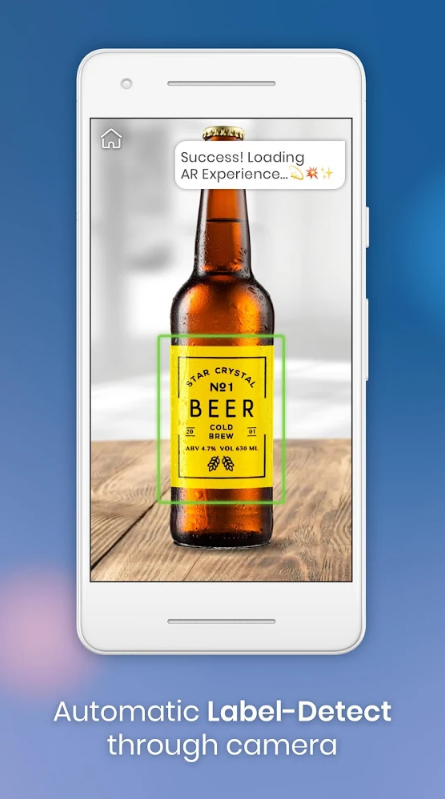 Success! Loading
AR Experience...💫💥✨
STAR CRYSTAL
No1
BEER
COLD
20 BREW 01
ABV 4.7% VOL 630 ML
Automatic Label-Detect
through camera